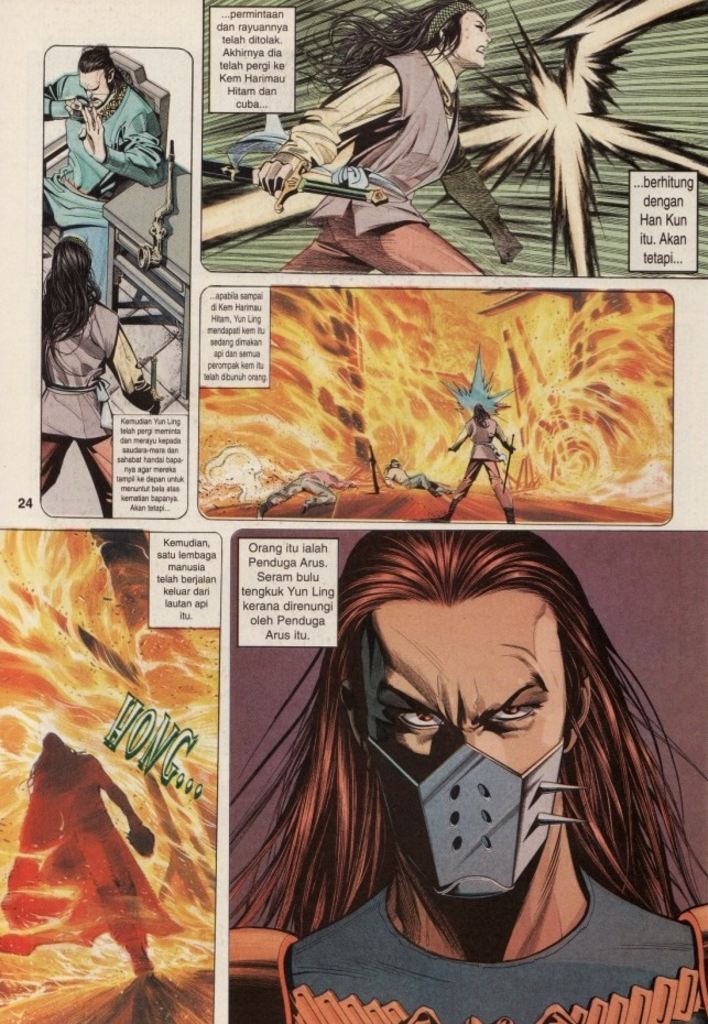 Kemudian Yun Ling
telah pergi meminta
dan merayu kepada
saudara-mara dan
sahabat handai bapa-
nya agar mereka
tampil ke depan untuk
menuntut bela atas
kematian bapanya.
Akan tetapi...
...permintaan
dan rayuannya
telah ditolak.
Akhirnya dia
telah pergi ke
Kem Harimau
Hitam dan
cuba...
...berhitung
dengan
Han Kun
itu. Akan
tetapi...
...apabila sampai
di Kem Harimau
Hitam, Yun Ling
mendapati kem itu
sedang dimakan
api dan semua
perompak kem itu
telah dibunuh orang.
24
Kemudian,
satu lembaga
manusia
telah berjalan
keluar dari
lautan api
itu.
HONG...
Orang itu ialah
Penduga Arus.
Seram bulu
tengkuk Yun Ling
kerana direnungi
oleh Penduga
Arus itu.